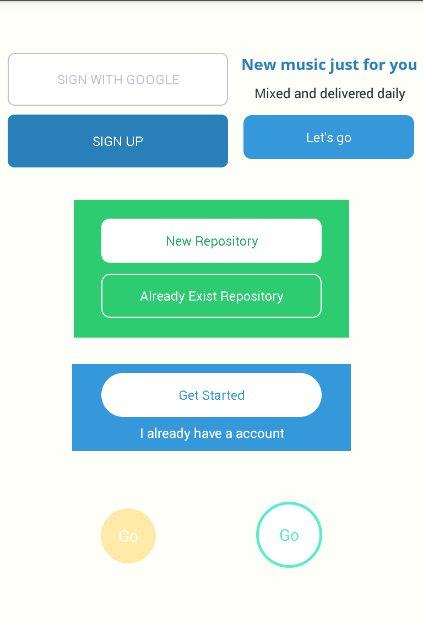 SIGN WITH GOOGLE
SIGN UP
New music just for you
Mixed and delivered daily
Let's go
New Repository
Already Exist Repository
Get Started
I already have a account
Go
Go